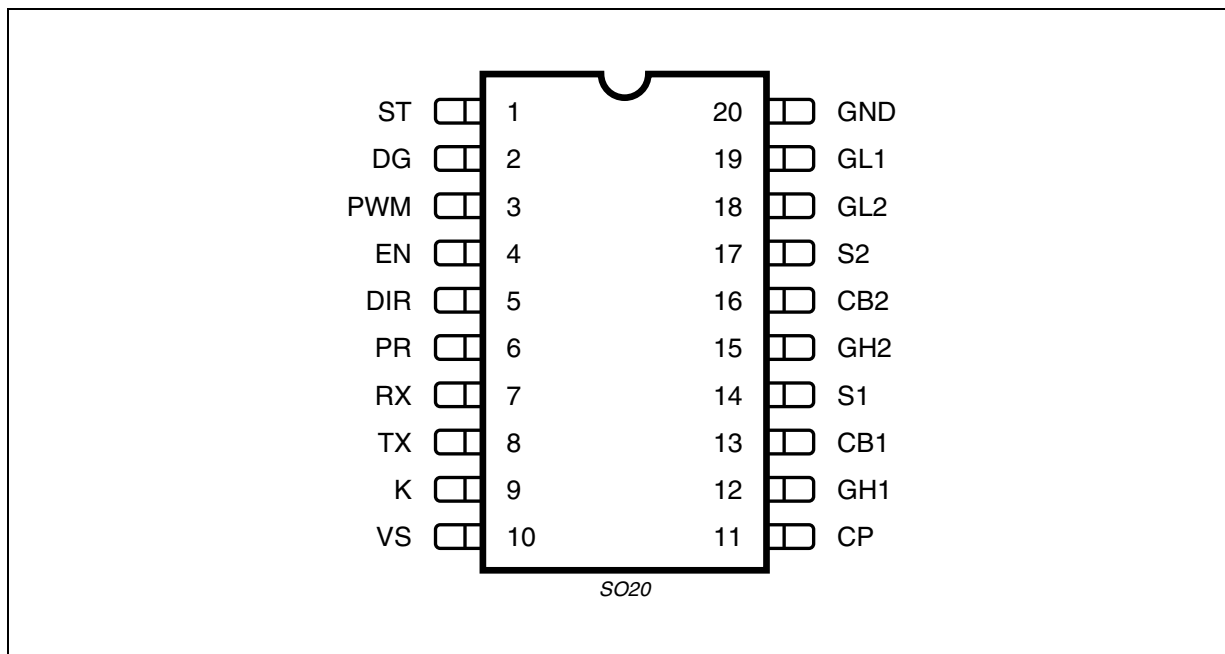 ST 1 20 GND
DG 2 19 GL1
PWM 3 18 GL2
EN 4 17 S2
DIR 5 16 CB2
PR 6 15 GH2
RX 7 14 S1
TX 8 13 CB1
K 9 12 GH1
VS 10 11 CP
SO20